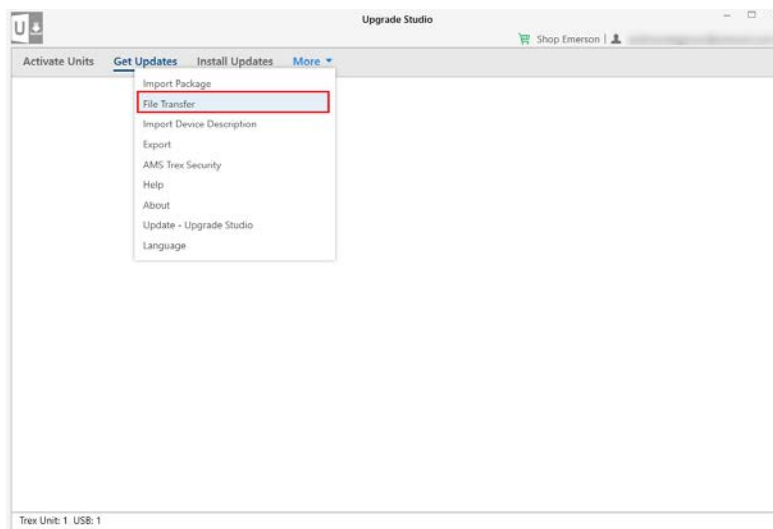 Upgrade Studio
U
Shop Emerson |
Activate Units Get Updates Install Updates More
Import Package
File Transfer
Import Device Description
Export
AMS Trex Security
Help
About
Update - Upgrade Studio
Language
Trex Unit: 1 USB: 1